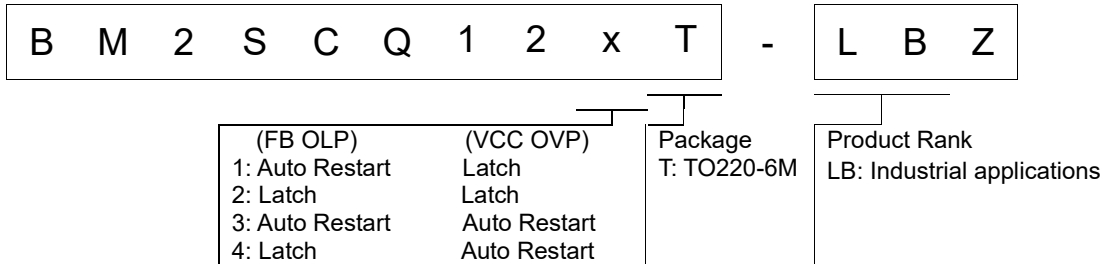 B M 2 S C Q 1 2 x T - L B Z
(FB OLP) (VCC OVP) Package Product Rank
1: Auto Restart Latch T: TO220-6M LB: Industrial applications
2: Latch Latch
3: Auto Restart Auto Restart
4: Latch Auto Restart